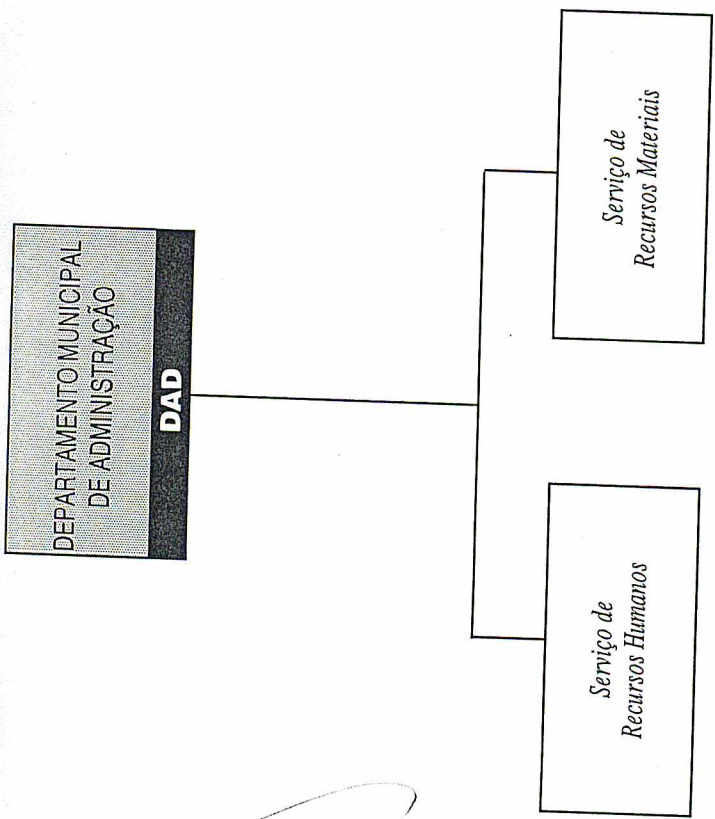 DEPARTAMENTO MUNICIPAL
DE ADMINISTRAÇÃO
DAD
Serviço de
Recursos Humanos
Serviço de
Recursos Materiais